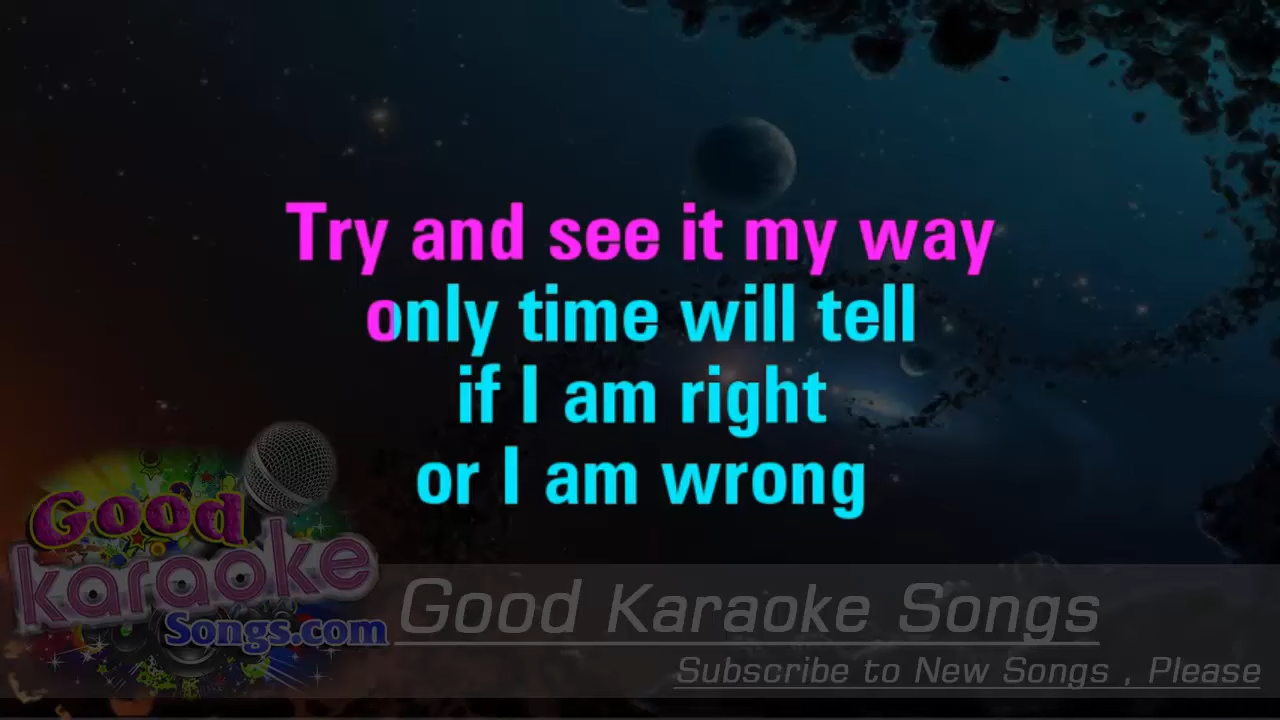 Try and see it my way
only time will tell
if I am right
or I am wrong
Good
karaoke
Songs.com
Good Karaoke Songs
Subscribe to New Songs , Please